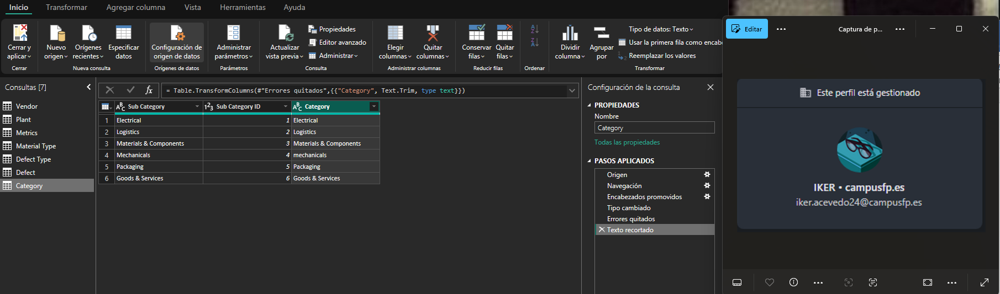 Inicio Transformar Agregar columna Vista Herramientas Ayuda
Cerrar y aplicar
Cerrar
Nuevo origen
Orígenes recientes
Especificar datos
Nueva consulta
Configuración de origen de datos
Orígenes de datos
Administrar parámetros
Parámetros
Actualizar vista previa
Propiedades
Editor avanzado
Administrar
Consulta
Elegir columnas
Quitar columnas
Administrar columnas
Conservar filas
Quitar filas
Reducir filas
Ordenar
Dividir columna
Agrupar por
Tipo de datos: Texto
Usar la primera fila como encabe
Reemplazar los valores
Transformar
Consultas [7]
Vendor
Plant
Metrics
Material Type
Defect Type
Defect
Category
fx = Table.TransformColumns(#"Errores quitados",{{"Category", Text.Trim, type text}})
ABC Sub Category 123 Sub Category ID ABC Category
1 Electrical 1 Electrical
2 Logistics 2 Logistics
3 Materials & Components 3 Materials & Components
4 Mechanicals 4 mechanicals
5 Packaging 5 Packaging
6 Goods & Services 6 Goods & Services
Configuración de la consulta
PROPIEDADES
Nombre
Category
Todas las propiedades
PASOS APLICADOS
Origen
Navegación
Encabezados promovidos
Tipo cambiado
Errores quitados
Texto recortado
Editar
Captura de p...
Este perfil está gestionado
IKER • campusfp.es
iker.acevedo24@campusfp.es